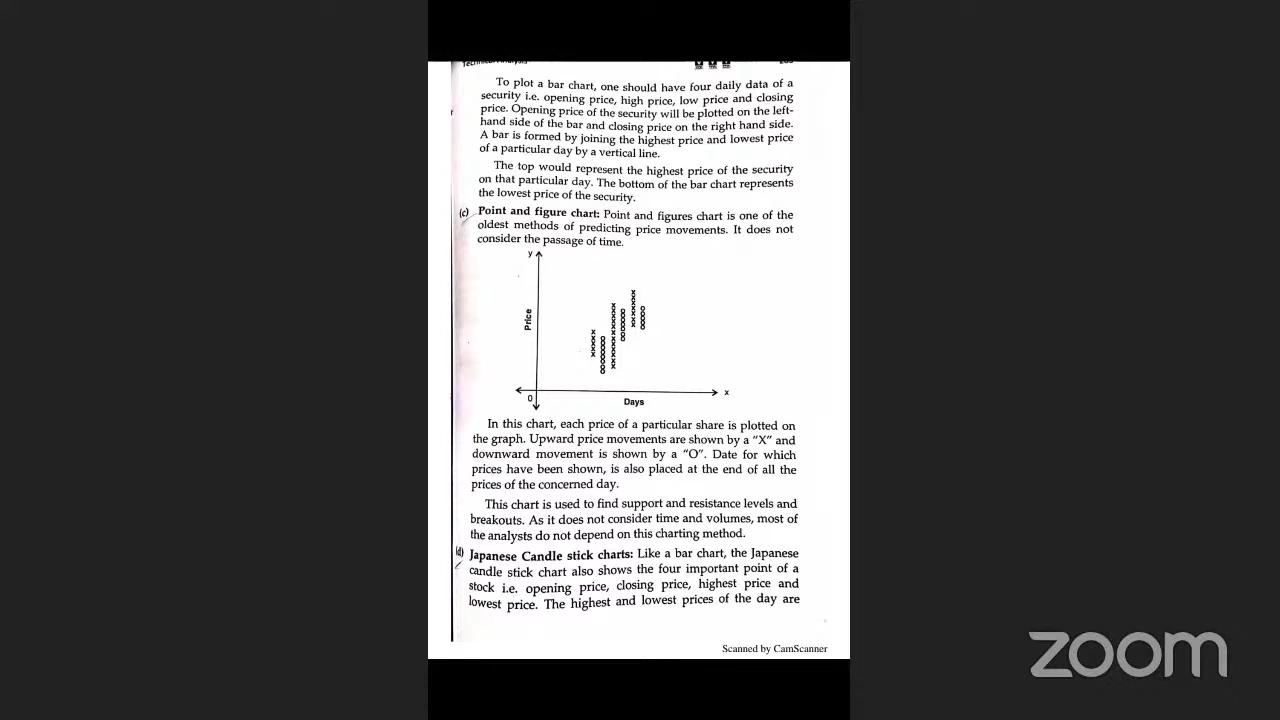 Technical Analysis
To plot a bar chart, one should have four daily data of a
security i.e. opening price, high price, low price and closing
price. Opening price of the security will be plotted on the left-
hand side of the bar and closing price on the right hand side.
A bar is formed by joining the highest price and lowest price
of a particular day by a vertical line.
The top would represent the highest price of the security
on that particular day. The bottom of the bar chart represents
the lowest price of the security.
(c) Point and figure chart: Point and figures chart is one of the
oldest methods of predicting price movements. It does not
consider the passage of time.
y
Price
0
Days
x
In this chart, each price of a particular share is plotted on
the graph. Upward price movements are shown by a "X" and
downward movement is shown by a "O". Date for which
prices have been shown, is also placed at the end of all the
prices of the concerned day.
This chart is used to find support and resistance levels and
breakouts. As it does not consider time and volumes, most of
the analysts do not depend on this charting method.
(d) Japanese Candle stick charts: Like a bar chart, the Japanese
candle stick chart also shows the four important point of a
stock i.e. opening price, closing price, highest price and
lowest price. The highest and lowest prices of the day are
Scanned by CamScanner
zoom